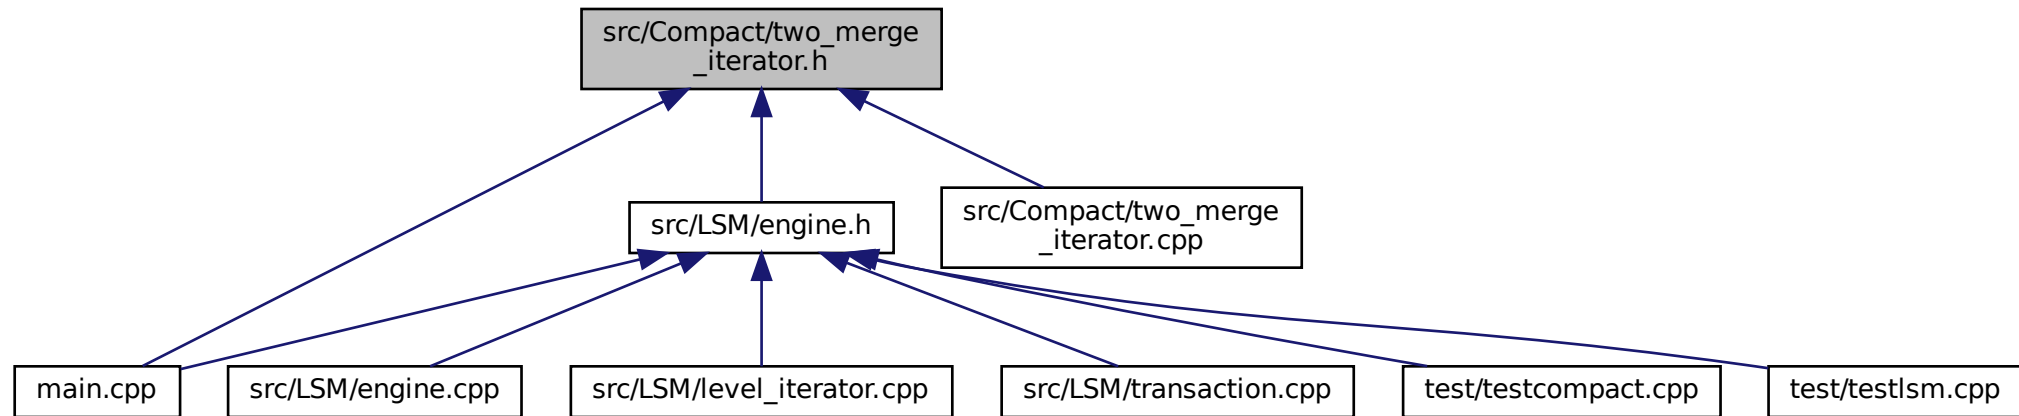 src/Compact/two_merge
_iterator.h
src/LSM/engine.h
src/Compact/two_merge
_iterator.cpp
main.cpp
src/LSM/engine.cpp
src/LSM/level_iterator.cpp
src/LSM/transaction.cpp
test/testcompact.cpp
test/testlsm.cpp